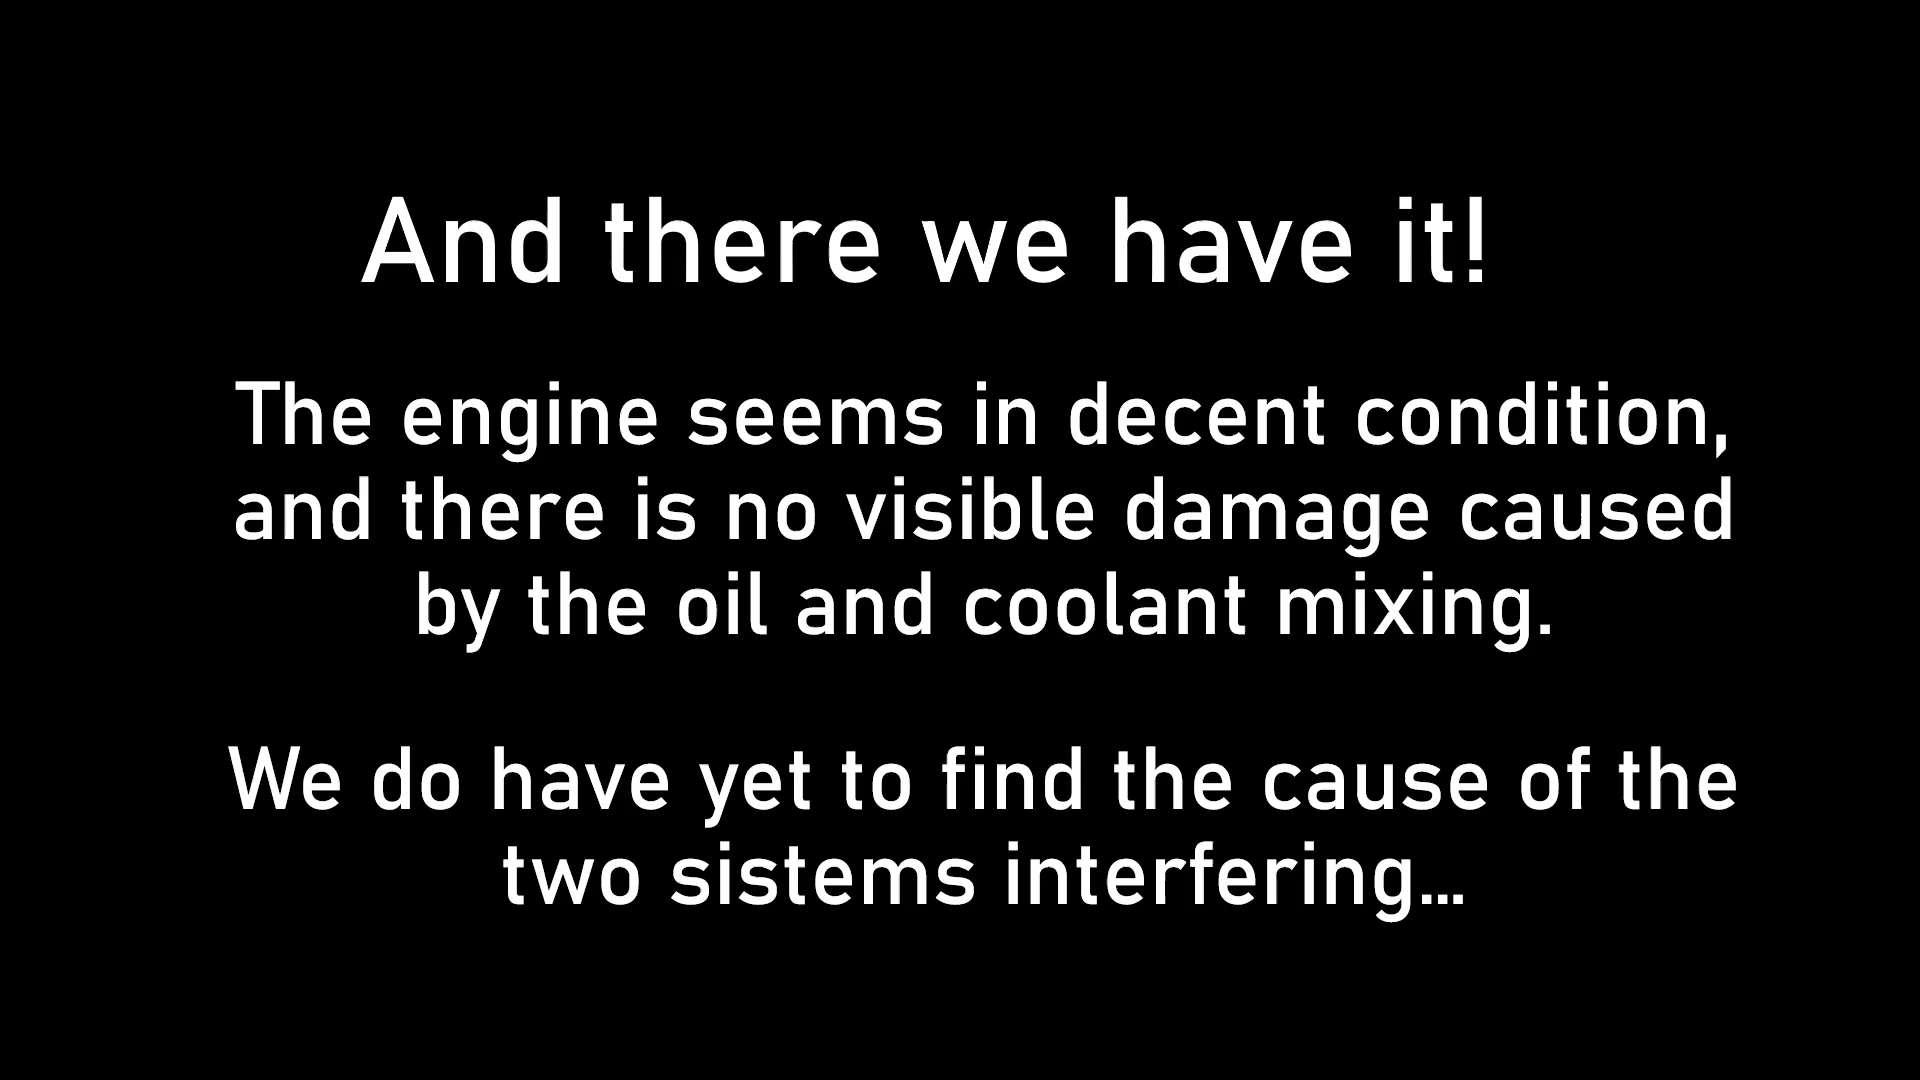 And there we have it!
The engine seems in decent condition,
and there is no visible damage caused
by the oil and coolant mixing.
We do have yet to find the cause of the
two sistems interfering...